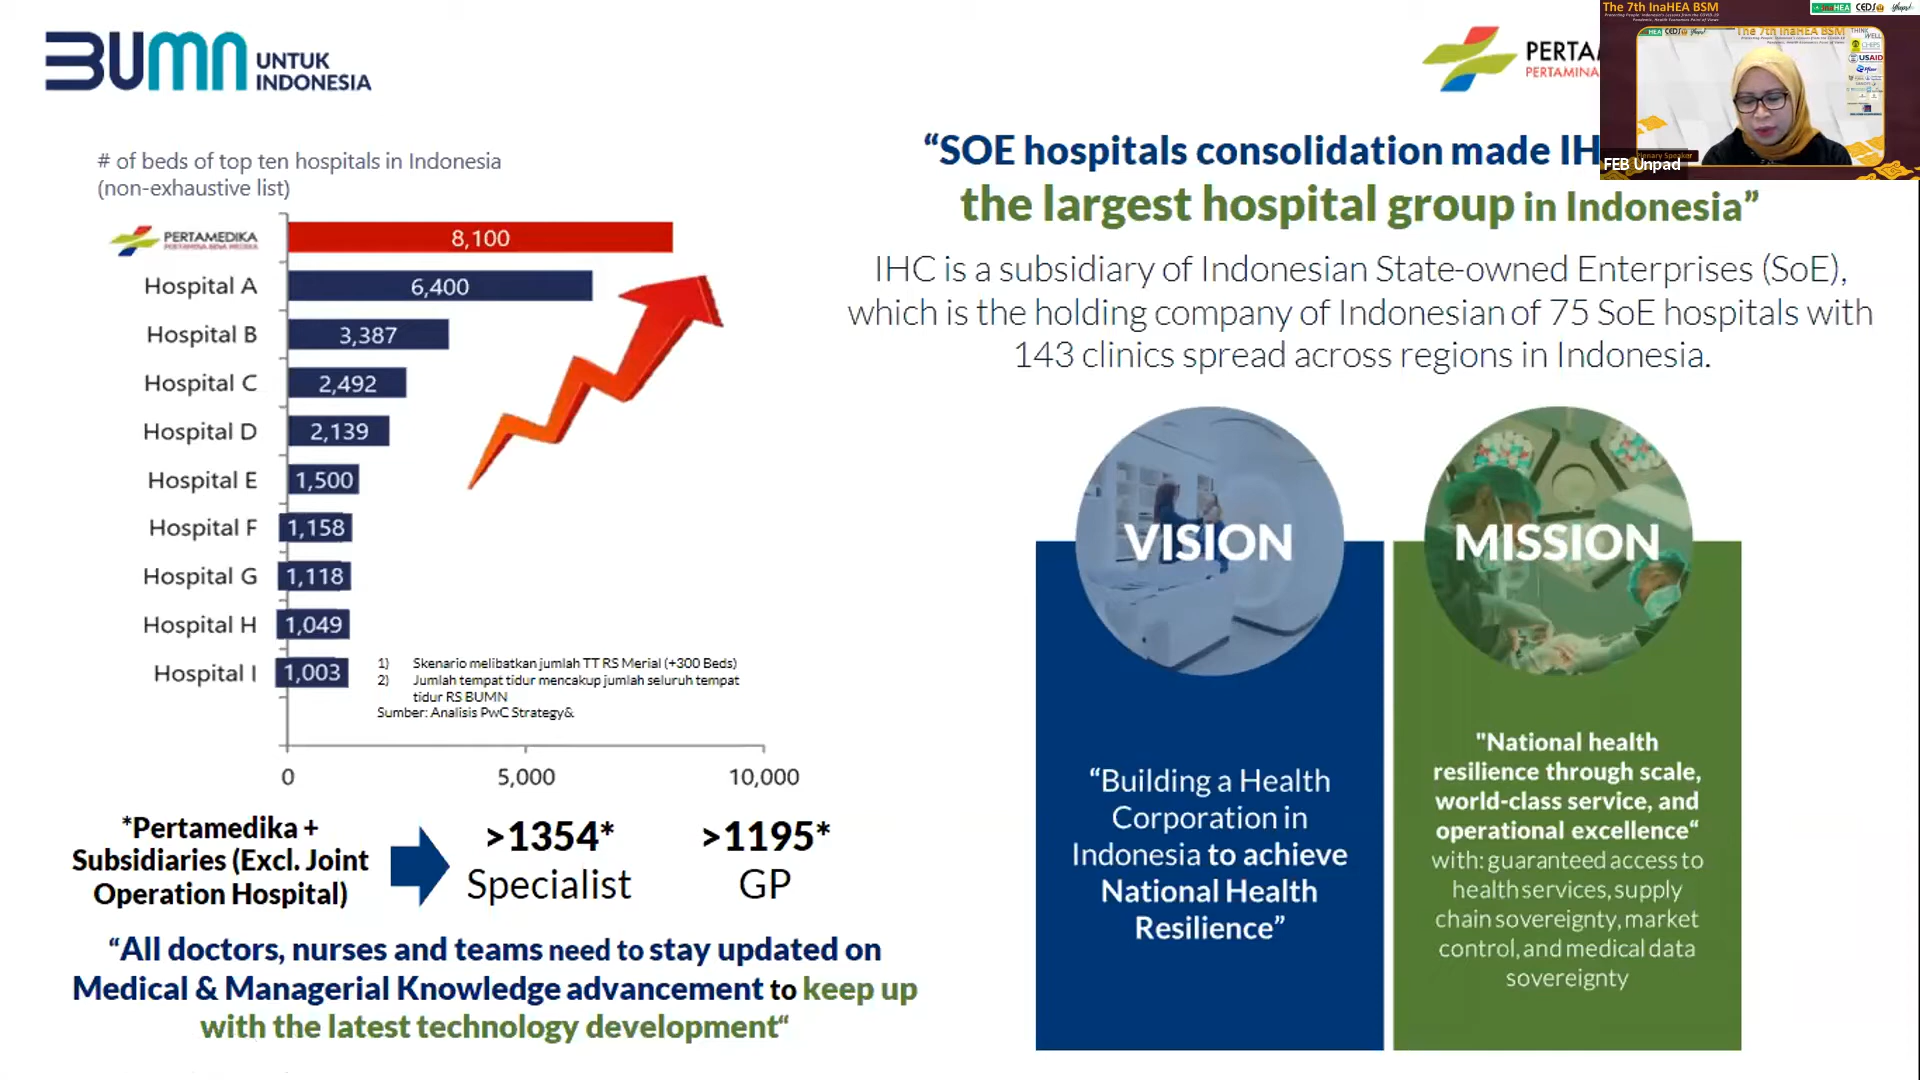 BUMN UNTUK
INDONESIA
PERTA
PERTAMINA
The 7th InaHEA BSM
FEB Unpad
# of beds of top ten hospitals in Indonesia
(non-exhaustive list)
PERTAMEDIKA
8,100
Hospital A 6,400
Hospital B 3,387
Hospital C 2,492
Hospital D 2,139
Hospital E 1,500
Hospital F 1,158
Hospital G 1,118
Hospital H 1,049
Hospital I 1,003
1) Skenario melibatkan jumlah TT RS Merial (+300 Beds)
2) Jumlah tempat tidur mencakup jumlah seluruh tempat
tidur RS BUMN
Sumber: Analisis PwC Strategy&
0 5,000 10,000
*Pertamedika +
Subsidiaries (Excl. Joint
Operation Hospital)
>1354*
Specialist
>1195*
GP
“All doctors, nurses and teams need to stay updated on
Medical & Managerial Knowledge advancement to keep up
with the latest technology development“
“SOE hospitals consolidation made IH
the largest hospital group in Indonesia”
IHC is a subsidiary of Indonesian State-owned Enterprises (SoE),
which is the holding company of Indonesian of 75 SoE hospitals with
143 clinics spread across regions in Indonesia.
VISION
“Building a Health
Corporation in
Indonesia to achieve
National Health
Resilience”
MISSION
"National health
resilience through scale,
world-class service, and
operational excellence“
with: guaranteed access to
health services, supply
chain sovereignty, market
control, and medical data
sovereignty